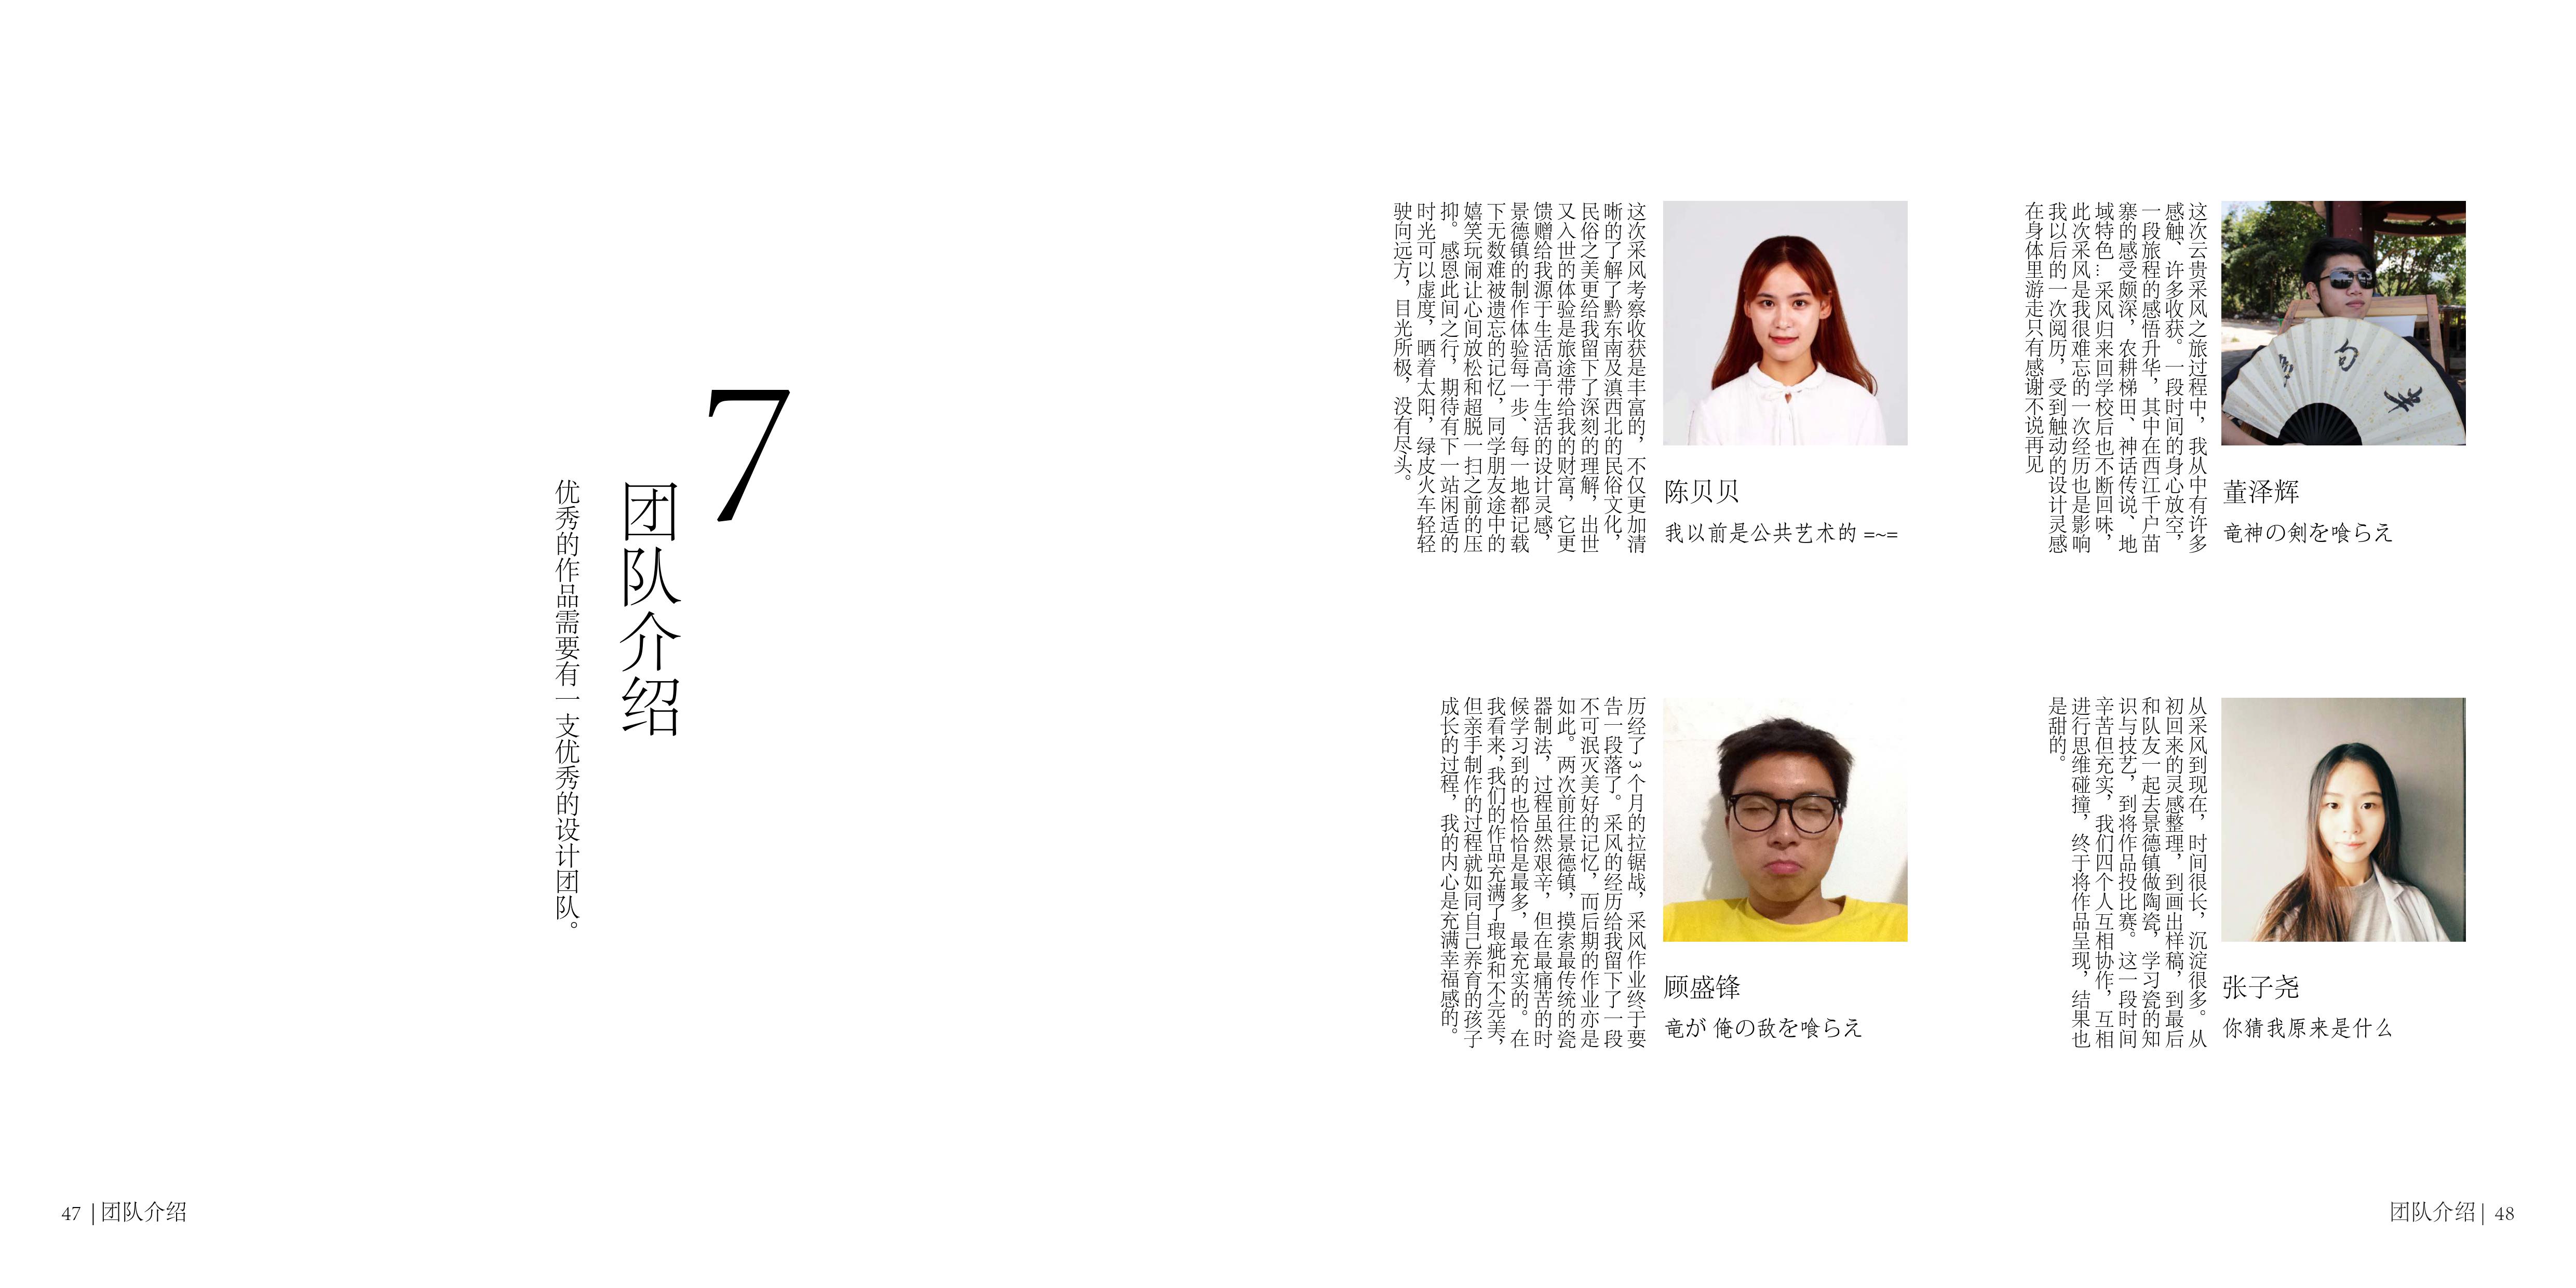 7
团队介绍
优秀的作品需要有一支优秀的设计团队。
47 | 团队介绍
董泽辉
竜神の剣を喰らえ
这次云贵采风之旅过程中，我从中有许多
感触、许多收获。一段时间的身心放空，
一段旅程的感悟升华，其中在西江千户苗
寨的感受颇深，农耕梯田、神话传说、地
域特色...采风归来回学校后也不断回味，
此次采风是我很难忘的一次经历也是影响
我以后的一次阅历，受到触动的设计灵感
在身体里游走只有感谢不说再见
陈贝贝
我以前是公共艺术的 =~=
这次采风考察收获是丰富的，不仅更加清
晰的了解了黔东南及滇西北的民俗文化，
民俗之美更给我留下了深刻的理解，出世
又入世的体验是旅途带给我的财富，它更
馈赠给我源于生活高于生活的设计灵感，
景德镇的制作体验每一步、每一地都记载
下无数难被遗忘的记忆，同学朋友途中的
嬉笑玩闹让心间放松和超脱一扫之前的压
抑。感恩此间之行，期待有下一站闲适的
时光可以虚度，晒着太阳，绿皮火车轻轻
驶向远方，目光所极，没有尽头。
张子尧
你猜我原来是什么
从采风到现在，时间很长，沉淀很多。从
初回来的灵感整理，到画出样稿，到最后
和队友一起去景德镇做陶瓷，学习瓷的知
识与技艺，到将作品投比赛。这一段时间
辛苦但充实，我们四个人互相协作，互相
进行思维碰撞，终于将作品呈现，结果也
是甜的。
顾盛锋
竜が 俺の敌を喰らえ
历经了3个月的拉锯战，采风作业终于要
告一段落了。采风的经历给我留下了一段
不可泯灭美好的记忆，而后期的作业亦是
如此。两次前往景德镇，摸索最传统的瓷
器制法，过程虽然艰辛，但在最痛苦的时
候学习到的也恰恰是最多，最充实的。在
我看来，我们的作品充满了瑕疵和不完美，
但亲手制作的过程就如同自己养育的孩子
成长的过程，我的内心是充满幸福感的。
团队介绍 | 48